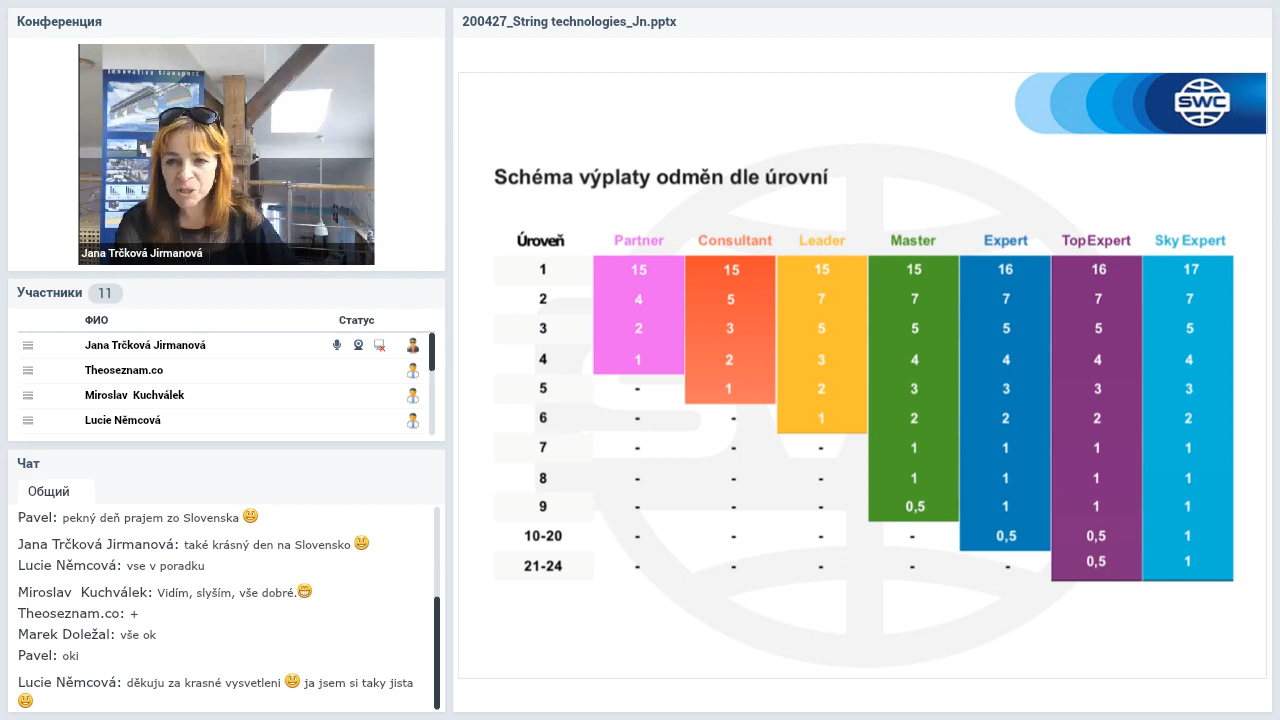 Конференция
innovative transport
Jana Trčková Jirmanová
Участники 11
ФИО Статус
Jana Trčková Jirmanová
Theoseznam.co
Miroslav Kuchválek
Lucie Němcová
Чат
Общий
Pavel: pekný deň prajem zo Slovenska
Jana Trčková Jirmanová: také krásný den na Slovensko
Lucie Němcová: vse v poradku
Miroslav Kuchválek: Vidím, slyším, vše dobré.
Theoseznam.co: +
Marek Doležal: vše ok
Pavel: oki
Lucie Němcová: děkuju za krasné vysvetleni ja jsem si taky jista
200427_String technologies_Jn.pptx
SWC
Schéma výplaty odměn dle úrovní
Úroveň Partner Consultant Leader Master Expert TopExpert Sky Expert
1 15 15 15 15 16 16 17
2 4 5 7 7 7 7 7
3 2 3 5 5 5 5 5
4 1 2 3 4 4 4 4
5 - 1 2 3 3 3 3
6 - - 1 2 2 2 2
7 - - - 1 1 1 1
8 - - - 1 1 1 1
9 - - - 0,5 1 1 1
10-20 - - - - 0,5 0,5 1
21-24 - - - - - 0,5 1